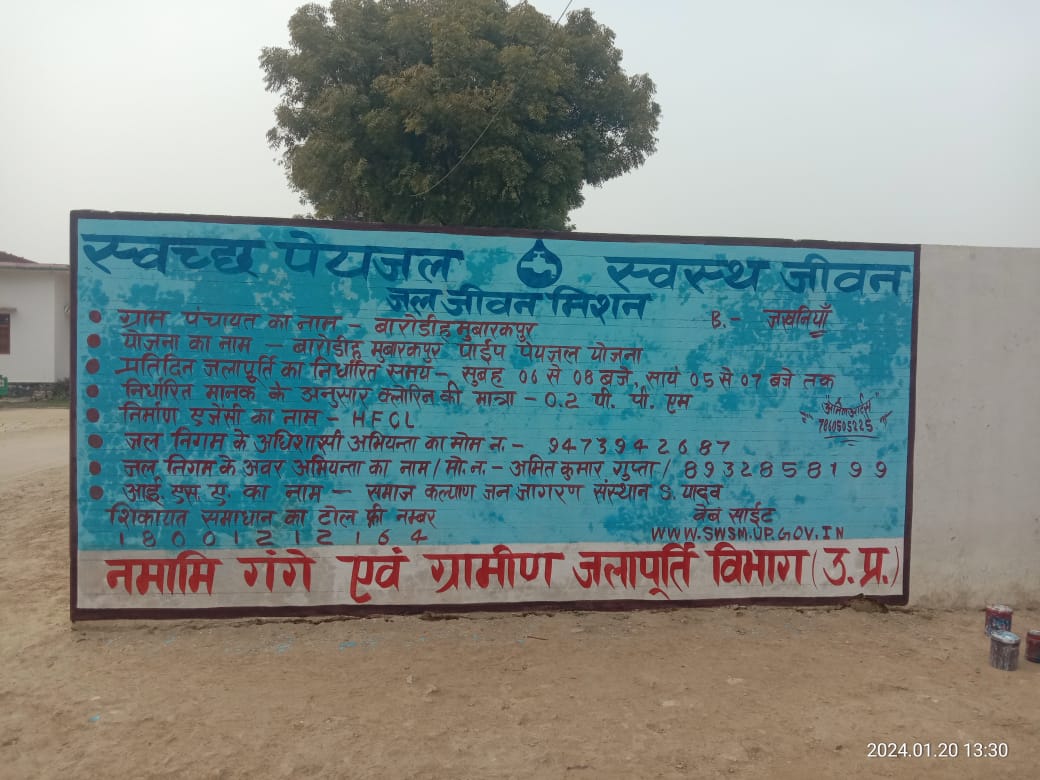 स्वच्छ पेयजल स्वस्थ जीवन
जल जीवन मिशन
ग्राम पंचायत का नाम - बारोडीह मुबारकपुर B.- जखनियाँ
योजना का नाम - बारोडीह मुबारकपुर पाईप पेयजल योजना
प्रतिदिन जलापूर्ति का निर्धारित समय - सुबह 06 से 08 बजे, सायं 05 से 07 बजे तक
निर्धारित मानक के अनुसार क्लोरिन की मात्रा - 0.2 पी. पी. एम
निर्माण एजेंसी का नाम - HFCL
जल निगम के अधिशासी अभियन्ता का मोम न. - 9473942687
जल निगम के अवर अभियन्ता का नाम/मो.न. - अमित कुमार गुप्ता / 8932858199
आई. एस. ए. का नाम - समाज कल्याण जन जागरण संस्थान S. यादव
शिकायत समाधान का टोल फ्री नम्बर वेब साईट
18001212164 WWW.SWSM.UP.GOV.IN
7860505225
नमामि गंगे एवं ग्रामीण जलापूर्ति विभाग (उ.प्र.)
2024.01.20 13:30